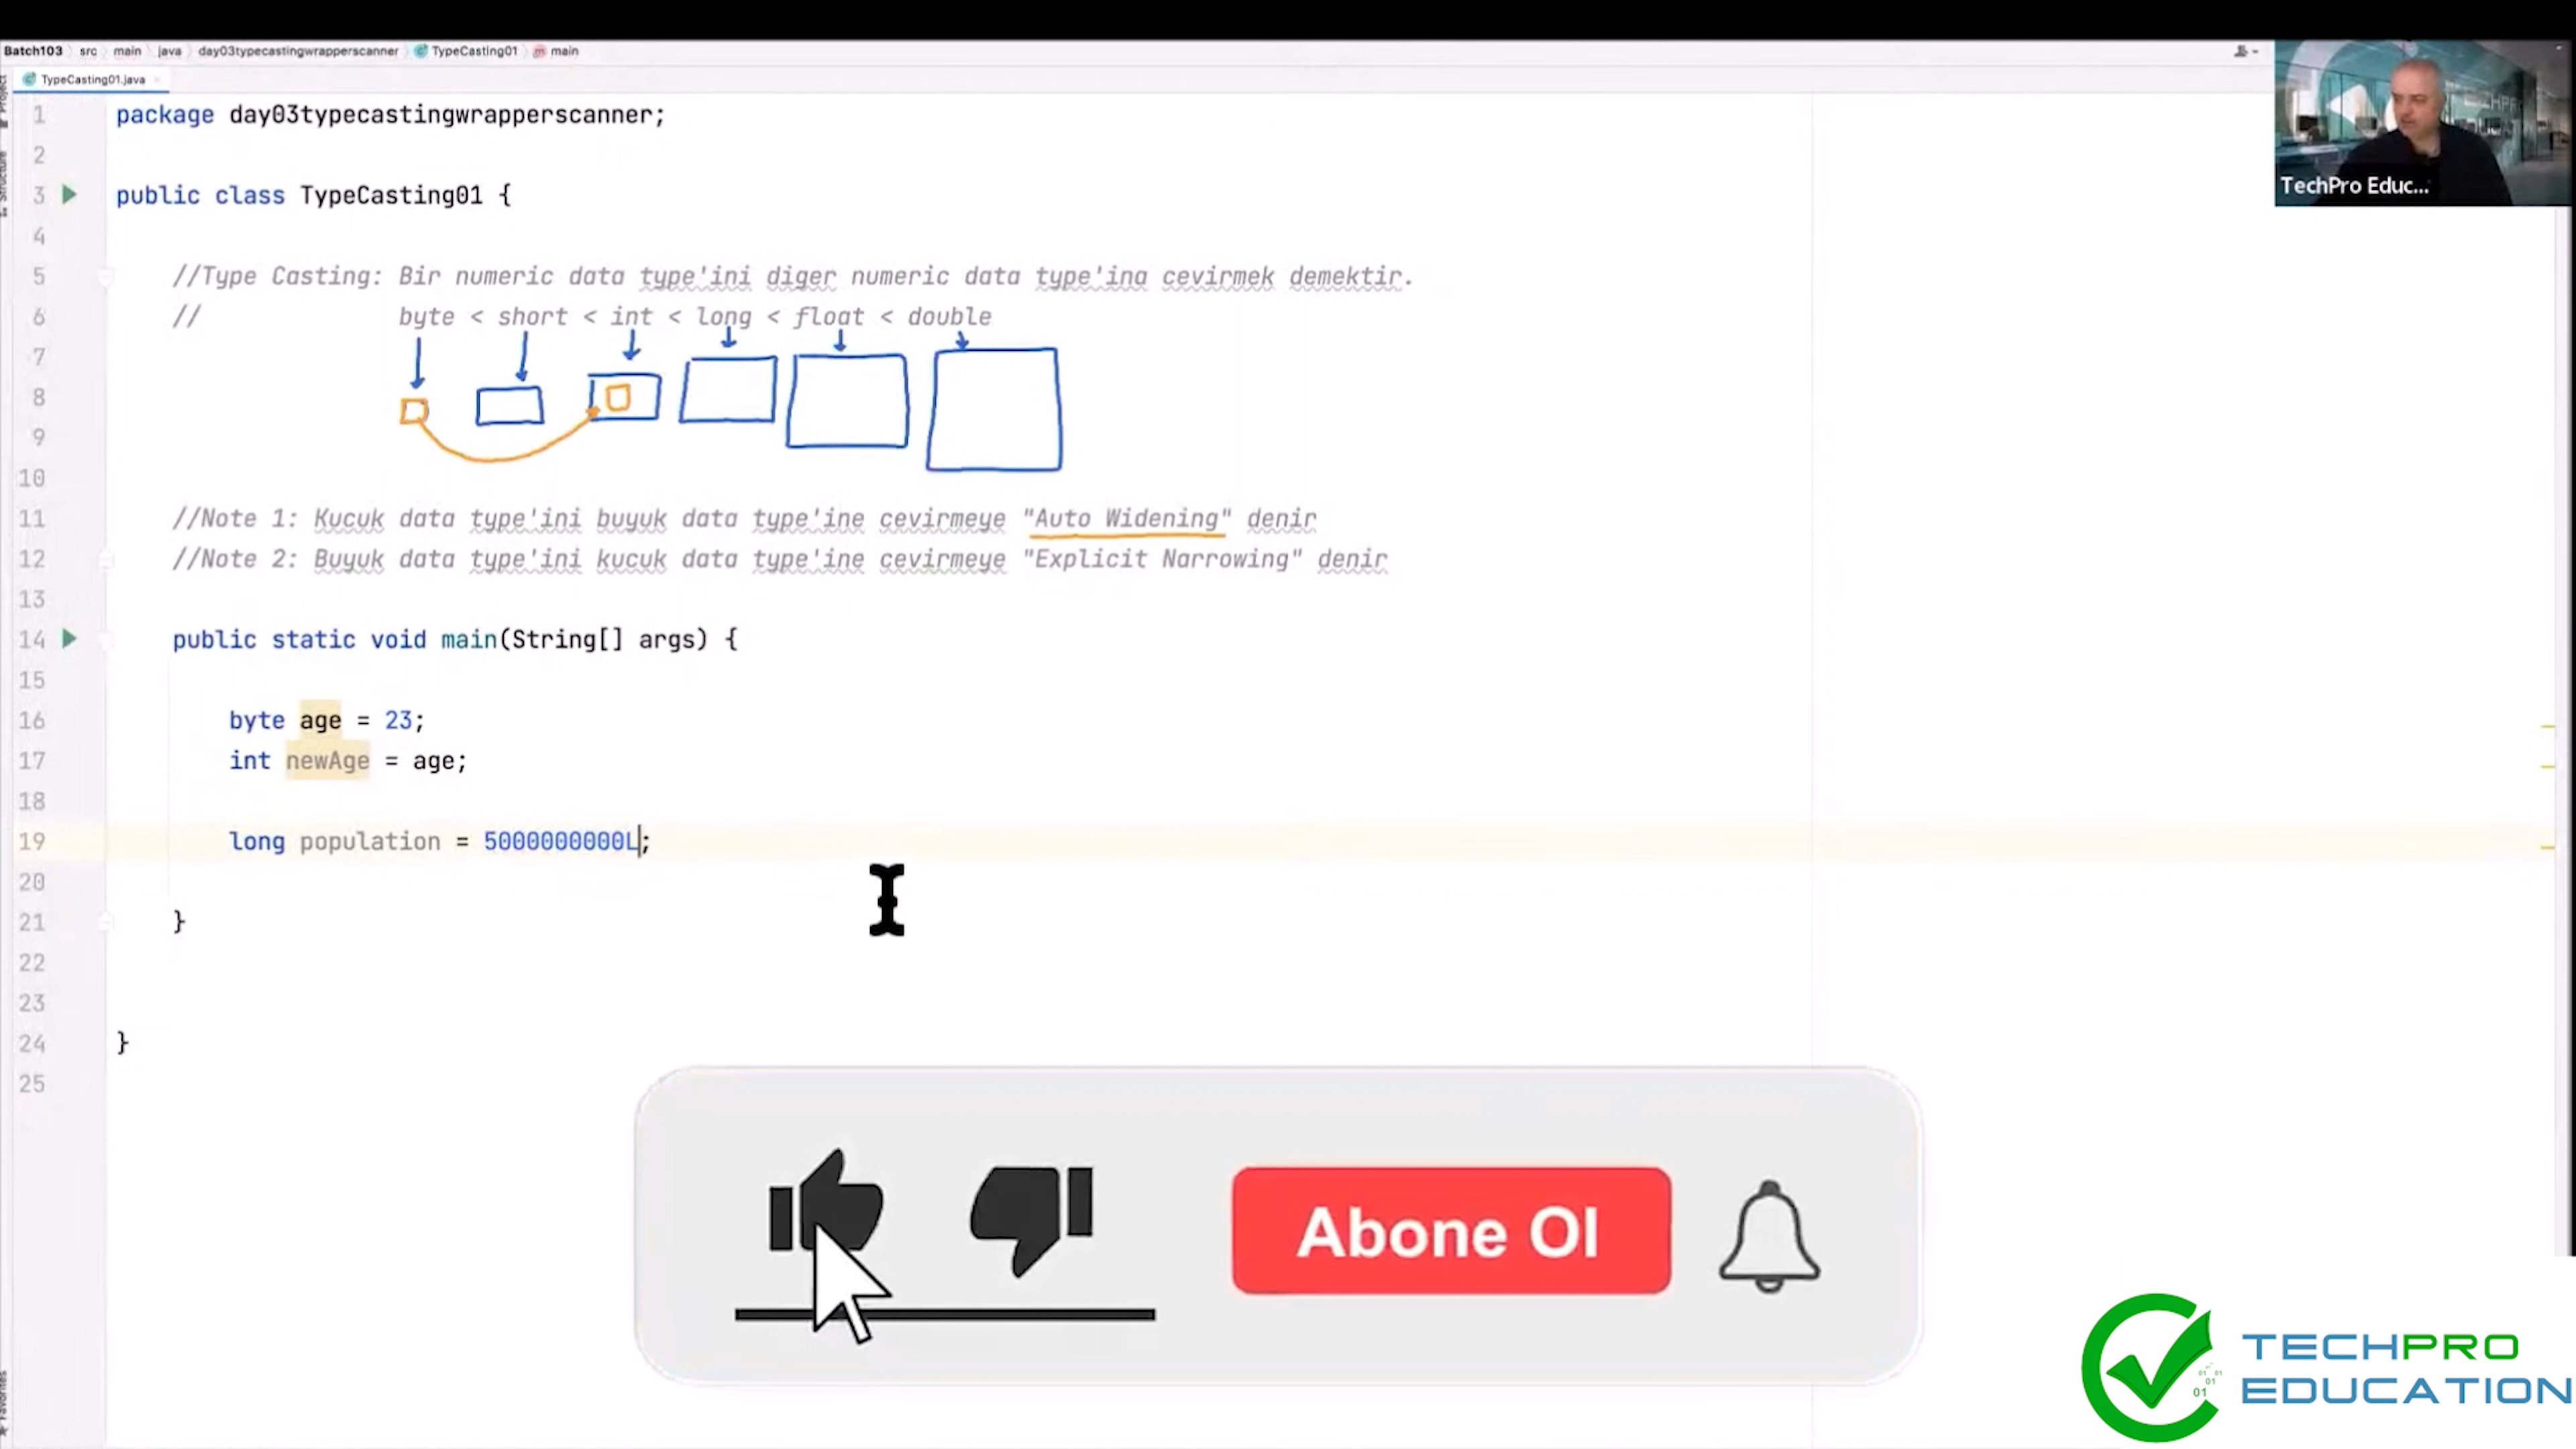 Batch103 src main java day03typecastingwrapperscanner TypeCasting01 main
Project
TypeCasting01.java
TechPro Educ...
Structure
1 package day03typecastingwrapperscanner;
2
3 public class TypeCasting01 {
4
5 //Type Casting: Bir numeric data type'ini diger numeric data type'ina cevirmek demektir.
6 // byte < short < int < long < float < double
7
8
9
10
11 //Note 1: Kucuk data type'ini buyuk data type'ine cevirmeye "Auto Widening" denir
12 //Note 2: Buyuk data type'ini kucuk data type'ine cevirmeye "Explicit Narrowing" denir
13
14 public static void main(String[] args) {
15
16 byte age = 23;
17 int newAge = age;
18
19 long population = 5000000000L;
20
21 }
22
23
24 }
25
Abone Ol
Favorites
TECHPRO
EDUCATION